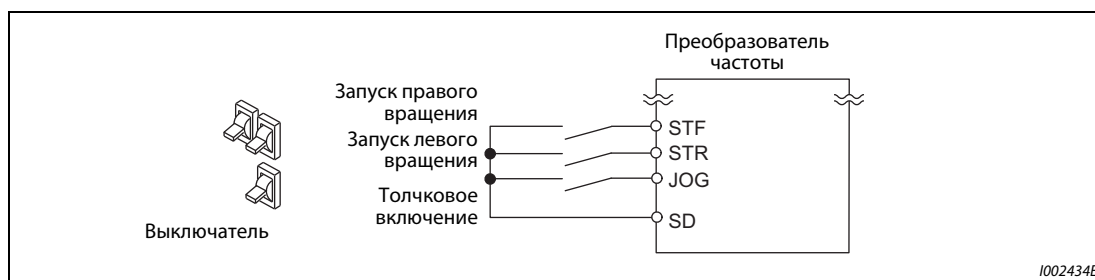 Преобразователь
частоты
Запуск правого
вращения
STF
Запуск левого
вращения
STR
JOG
Толчковое
включение
SD
Выключатель
I002434E